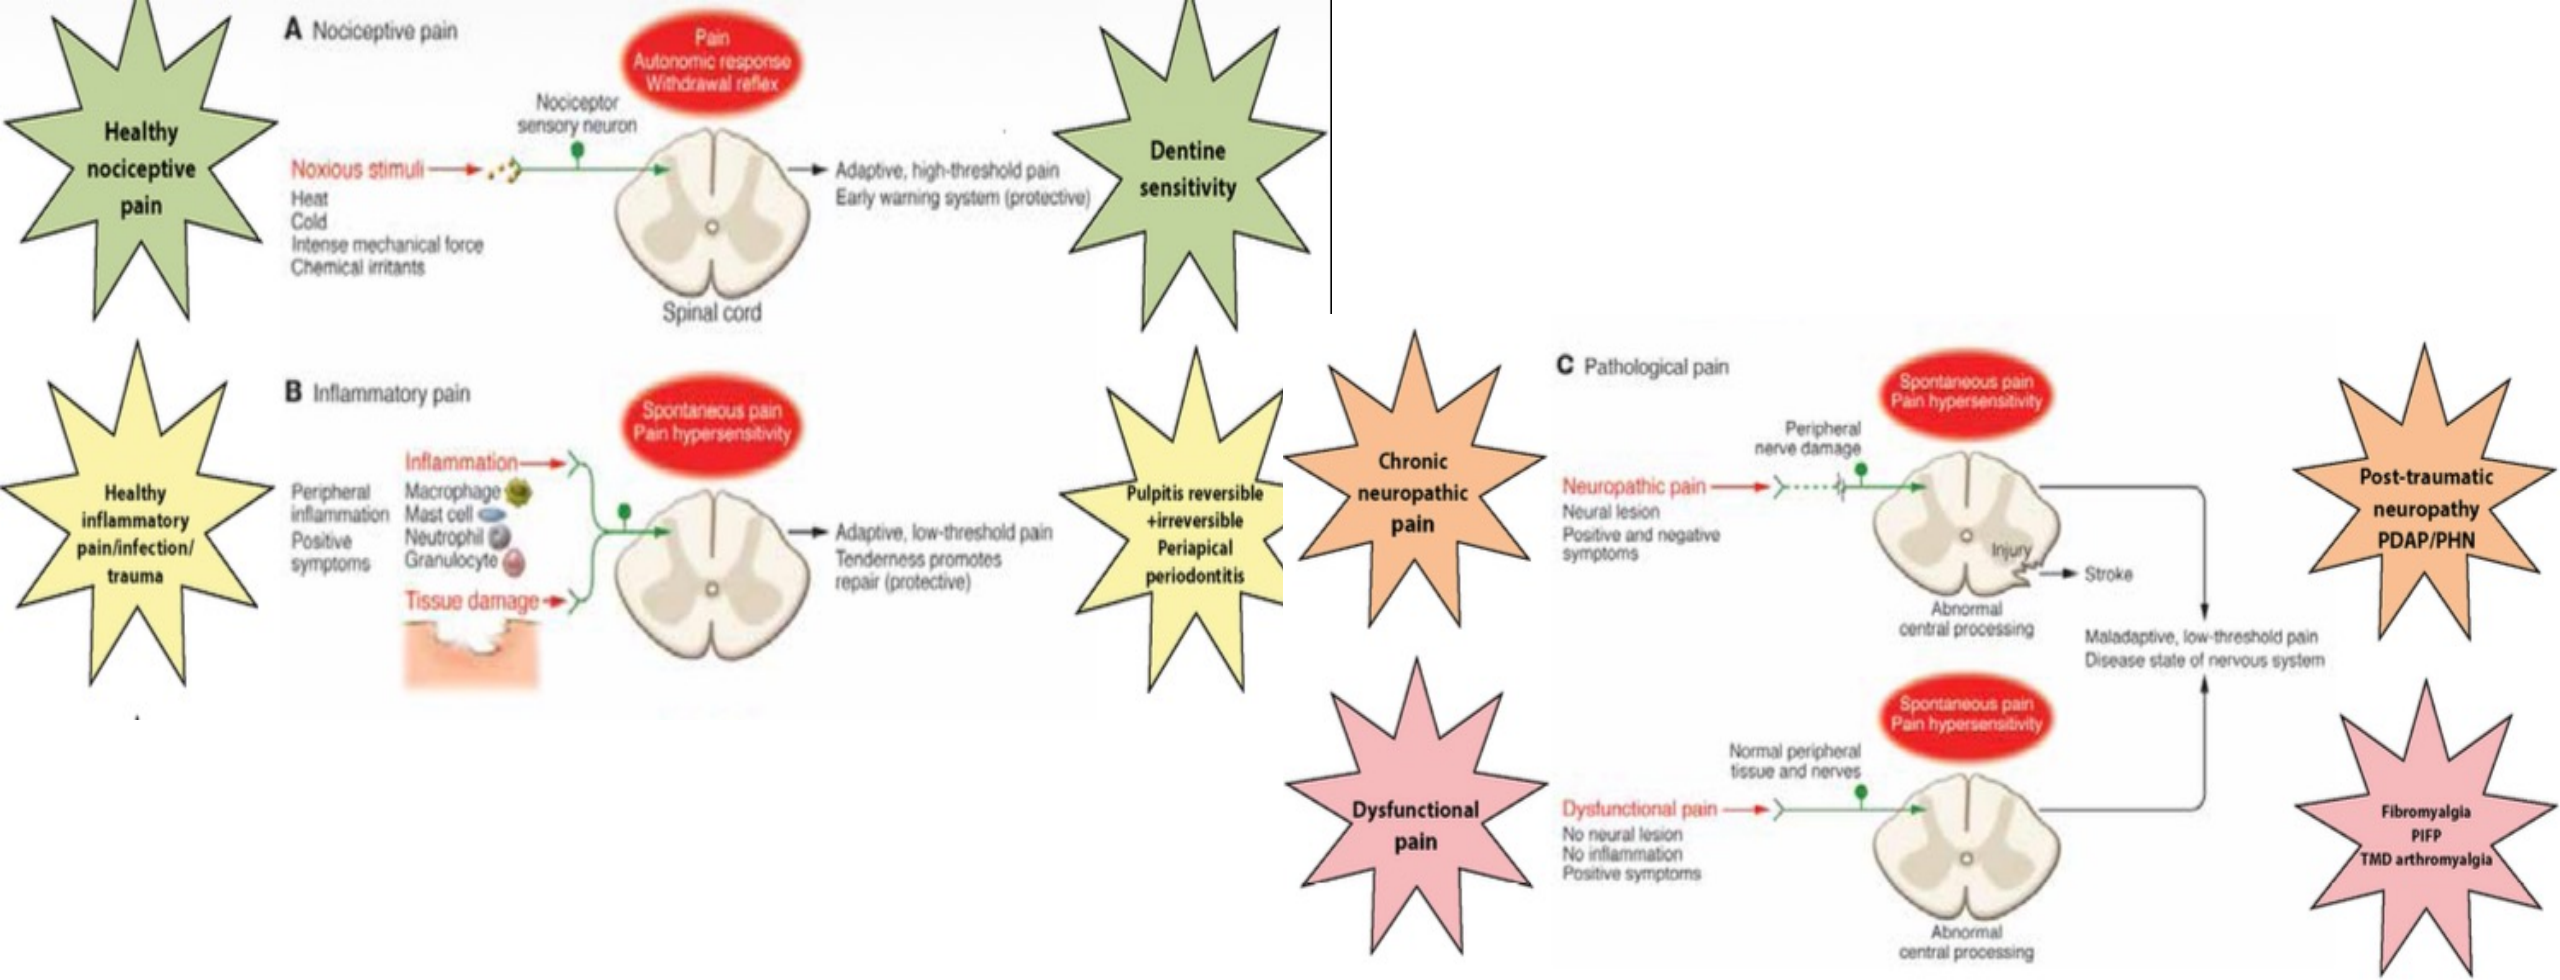 Healthy
nociceptive
pain
A Nociceptive pain
Pain
Autonomic response
Withdrawal reflex
Nociceptor
sensory neuron
Noxious stimuli
Heat
Cold
Intense mechanical force
Chemical irritants
Spinal cord
Adaptive, high-threshold pain
Early warning system (protective)
Dentine
sensitivity
Healthy
inflammatory
pain/infection/
trauma
B Inflammatory pain
Spontaneous pain
Pain hypersensitivity
Peripheral
inflammation
Positive
symptoms
Inflammation
Macrophage
Mast cell
Neutrophil
Granulocyte
Tissue damage
Adaptive, low-threshold pain
Tenderness promotes
repair (protective)
Pulpitis reversible
+irreversible
Periapical
periodontitis
Chronic
neuropathic
pain
C Pathological pain
Spontaneous pain
Pain hypersensitivity
Peripheral
nerve damage
Neuropathic pain
Neural lesion
Positive and negative
symptoms
Injury
Stroke
Abnormal
central processing
Maladaptive, low-threshold pain
Disease state of nervous system
Post-traumatic
neuropathy
PDAP/PHN
Dysfunctional
pain
Spontaneous pain
Pain hypersensitivity
Normal peripheral
tissue and nerves
Dysfunctional pain
No neural lesion
No inflammation
Positive symptoms
Abnormal
central processing
Fibromyalgia
PIFP
TMD arthromyalgia